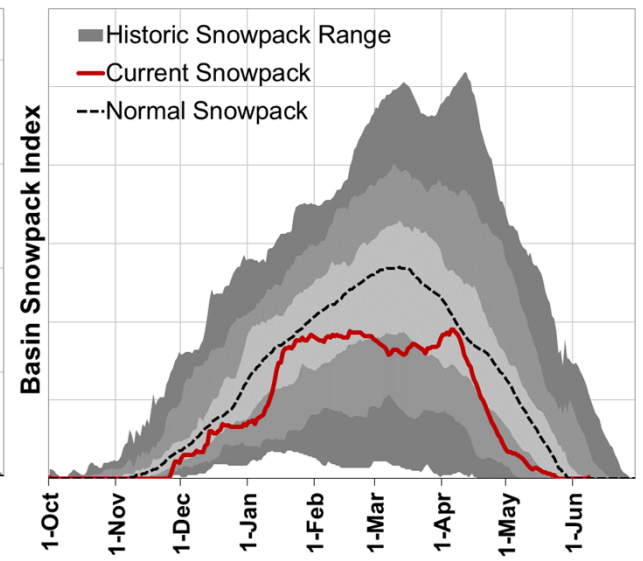 Historic Snowpack Range
Current Snowpack
Normal Snowpack
Basin Snowpack Index
1-Oct
1-Nov
1-Dec
1-Jan
1-Feb
1-Mar
1-Apr
1-May
1-Jun